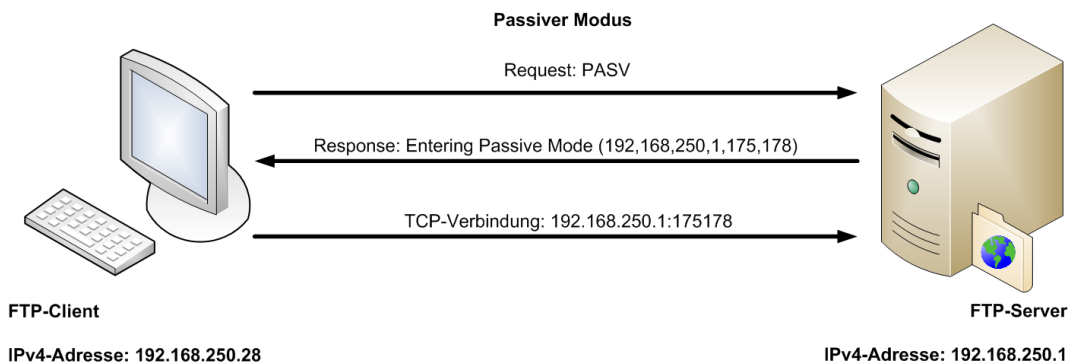 Passiver Modus
Request: PASV
Response: Entering Passive Mode (192,168,250,1,175,178)
TCP-Verbindung: 192.168.250.1:175178
FTP-Client
FTP-Server
IPv4-Adresse: 192.168.250.28
IPv4-Adresse: 192.168.250.1